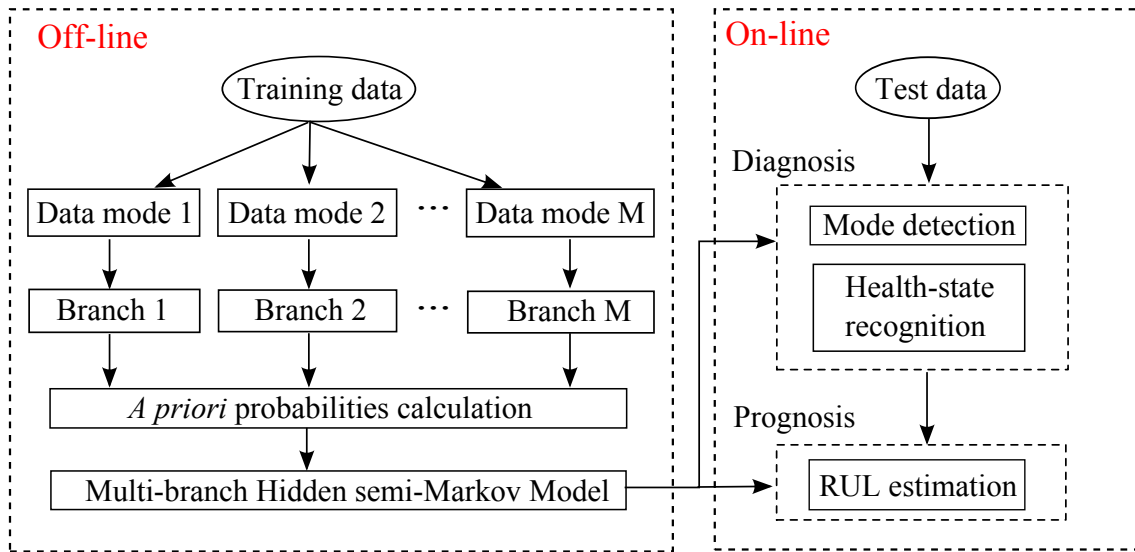 Off-line
Training data
Data mode 1
Data mode 2
...
Data mode M
Branch 1
Branch 2
...
Branch M
A priori probabilities calculation
Multi-branch Hidden semi-Markov Model
On-line
Test data
Diagnosis
Mode detection
Health-state
recognition
Prognosis
RUL estimation